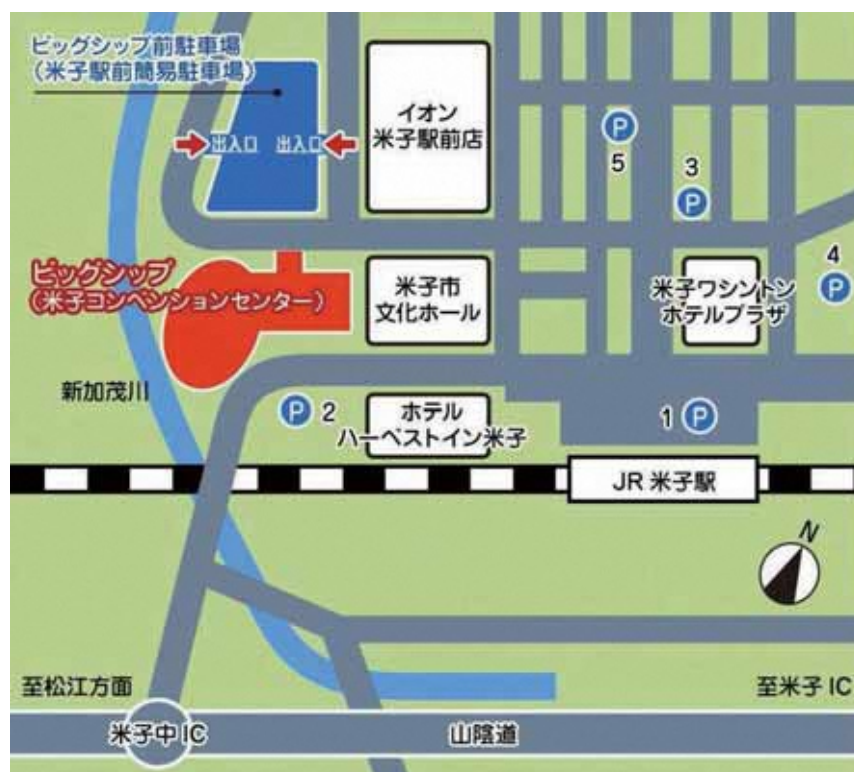 ビッグシップ前駐車場
（米子駅前簡易駐車場）
出入口 出入口
イオン
米子駅前店
P
5
3
P
4
P
ビッグシップ
（米子コンベンションセンター）
米子市
文化ホール
米子ワシントン
ホテルプラザ
新加茂川
P 2
ホテル
ハーベストイン米子
1 P
JR 米子駅
N
至松江方面
至米子 IC
米子中 IC
山陰道